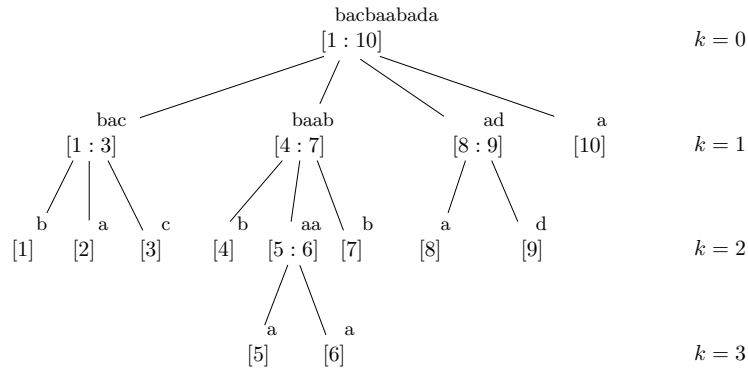 bacbaabada
[1 : 10] k = 0
bac baab ad a
[1 : 3] [4 : 7] [8 : 9] [10] k = 1
b a c b aa b a d
[1] [2] [3] [4] [5 : 6] [7] [8] [9] k = 2
a a
[5] [6] k = 3